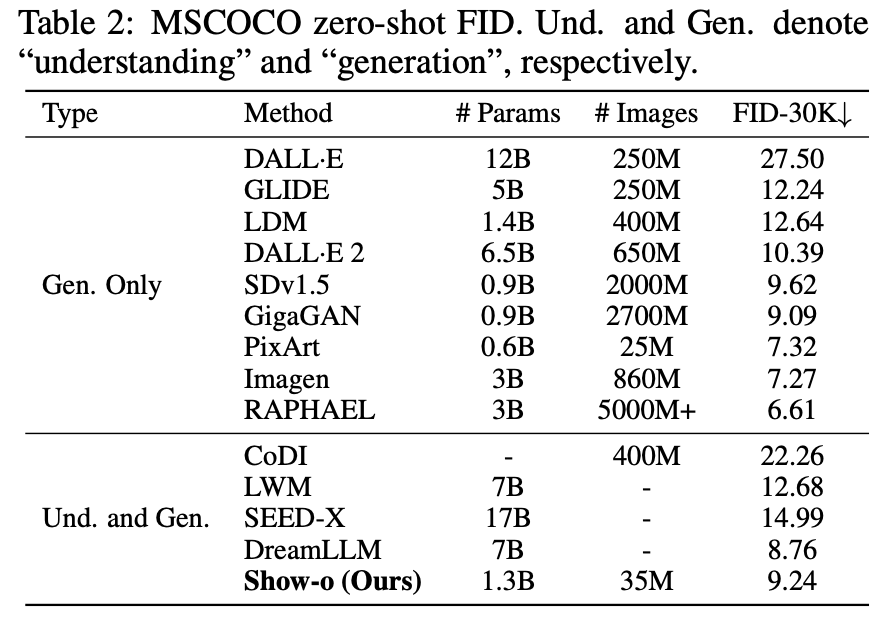 Table 2: MSCOCO zero-shot FID. Und. and Gen. denote
“understanding” and “generation”, respectively.
Type Method # Params # Images FID-30K↓
DALL·E 12B 250M 27.50
GLIDE 5B 250M 12.24
LDM 1.4B 400M 12.64
DALL·E 2 6.5B 650M 10.39
Gen. Only SDv1.5 0.9B 2000M 9.62
GigaGAN 0.9B 2700M 9.09
PixArt 0.6B 25M 7.32
Imagen 3B 860M 7.27
RAPHAEL 3B 5000M+ 6.61
CoDI - 400M 22.26
LWM 7B - 12.68
Und. and Gen. SEED-X 17B - 14.99
DreamLLM 7B - 8.76
Show-o (Ours) 1.3B 35M 9.24